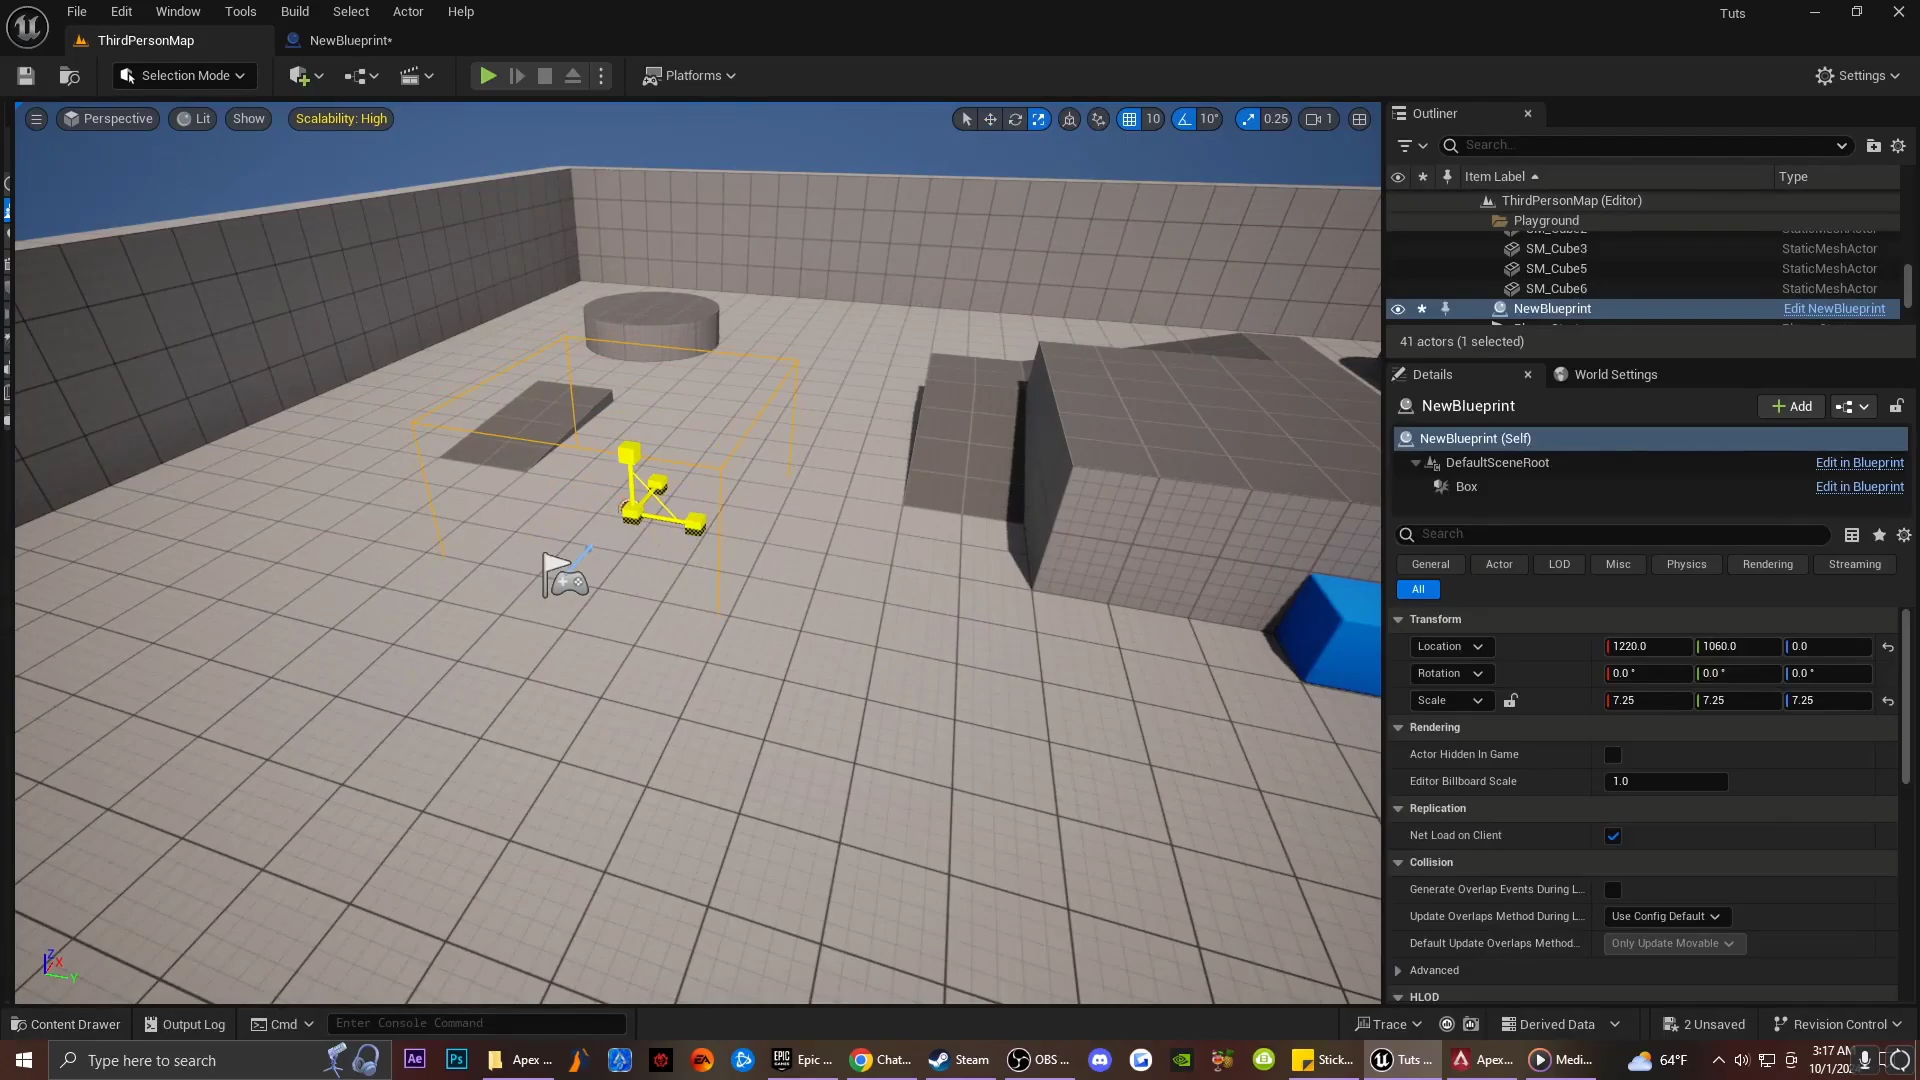 File Edit Window Tools Build Select Actor Help Tuts
ThirdPersonMap NewBlueprint*
Selection Mode Platforms Settings
Perspective Lit Show Scalability: High 10 10° 0.25 1
Outliner
Search...
Item Label Type
ThirdPersonMap (Editor)
Playground
SM_Cube2 StaticMeshActor
SM_Cube3 StaticMeshActor
SM_Cube5 StaticMeshActor
SM_Cube6 StaticMeshActor
NewBlueprint Edit NewBlueprint
41 actors (1 selected)
Details World Settings
NewBlueprint Add
NewBlueprint (Self)
DefaultSceneRoot Edit in Blueprint
Box Edit in Blueprint
Search
General Actor LOD Misc Physics Rendering Streaming
All
Transform
Location 1220.0 1060.0 0.0
Rotation 0.0 ° 0.0 ° 0.0 °
Scale 7.25 7.25 7.25
Rendering
Actor Hidden In Game
Editor Billboard Scale 1.0
Replication
Net Load on Client
Collision
Generate Overlap Events During L...
Update Overlaps Method During L... Use Config Default
Default Update Overlaps Method... Only Update Movable
Advanced
HLOD
Z X Y
Content Drawer Output Log Cmd Enter Console Command Trace Derived Data 2 Unsaved Revision Control
Type here to search Ae Ps Apex ... EA EPIC GAMES Epic ... Chat... Steam OBS ... Stick... Tuts ... Apex... Medi... 64°F 3:17 AM